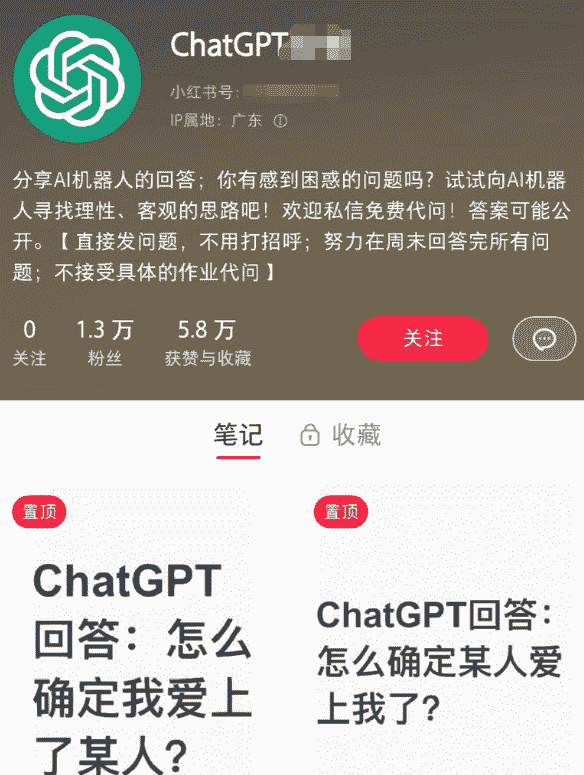 ChatGPT
小红书号：
IP属地：广东
分享AI机器人的回答；你有感到困惑的问题吗？试试向AI机器
人寻找理性、客观的思路吧！欢迎私信免费代问！答案可能公
开。【直接发问题，不用打招呼；努力在周末回答完所有问
题；不接受具体的作业代问】
0 1.3 万 5.8 万
关注 粉丝 获赞与收藏 关注
笔记 收藏
置顶
ChatGPT
回答：怎么
确定我爱上
了某人?
置顶
ChatGPT回答：
怎么确定某人爱
上我了?